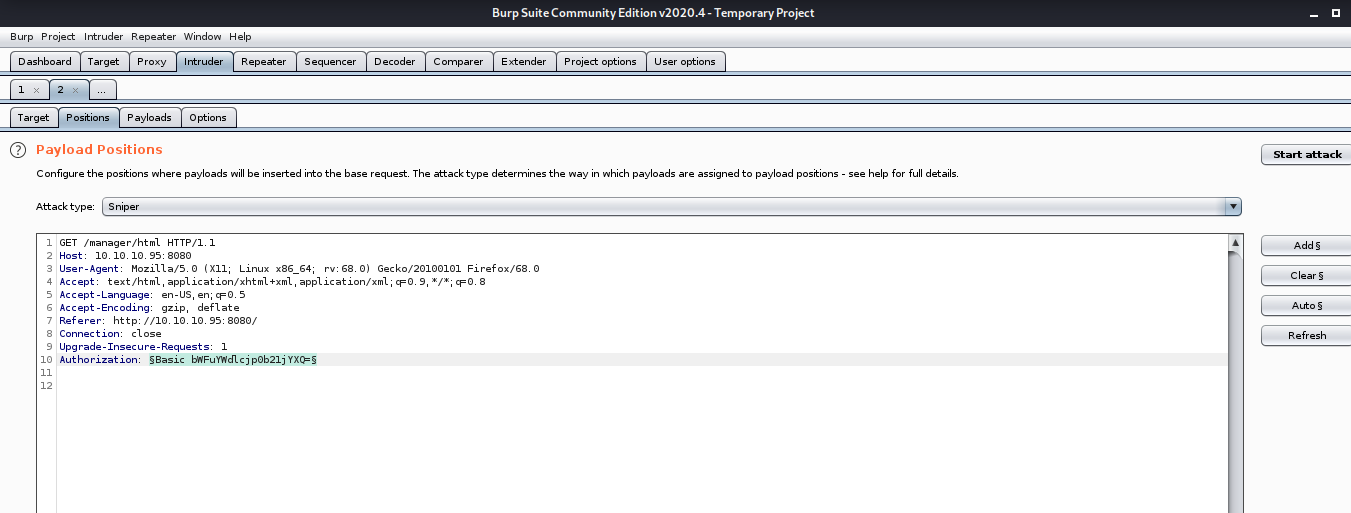 Burp Suite Community Edition v2020.4 - Temporary Project
Burp Project Intruder Repeater Window Help
Dashboard Target Proxy Intruder Repeater Sequencer Decoder Comparer Extender Project options User options
1 × 2 × ...
Target Positions Payloads Options
? Payload Positions
Start attack
Configure the positions where payloads will be inserted into the base request. The attack type determines the way in which payloads are assigned to payload positions - see help for full details.
Attack type: Sniper
1 GET /manager/html HTTP/1.1
2 Host: 10.10.10.95:8080
3 User-Agent: Mozilla/5.0 (X11; Linux x86_64; rv:68.0) Gecko/20100101 Firefox/68.0
4 Accept: text/html,application/xhtml+xml,application/xml;q=0.9,*/*;q=0.8
5 Accept-Language: en-US,en;q=0.5
6 Accept-Encoding: gzip, deflate
7 Referer: http://10.10.10.95:8080/
8 Connection: close
9 Upgrade-Insecure-Requests: 1
10 Authorization: §Basic bWFuYWdlcjp0b21jYXQ=§
11
12
Add §
Clear §
Auto §
Refresh